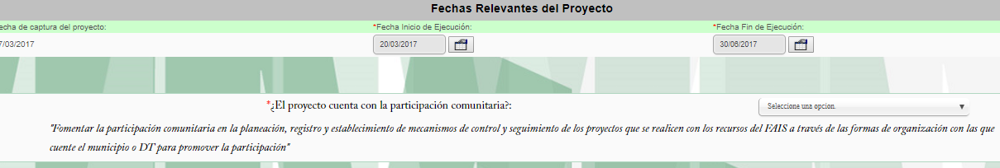 Fechas Relevantes del Proyecto
echa de captura del proyecto: *Fecha Inicio de Ejecución: *Fecha Fin de Ejecución:
7/03/2017 20/03/2017 30/06/2017
*¿El proyecto cuenta con la participación comunitaria?: Seleccione una opcion.
"Fomentar la participación comunitaria en la planeación, registro y establecimiento de mecanismos de control y seguimiento de los proyectos que se realicen con los recursos del FAIS a través de las formas de organización con las que
cuente el municipio o DT para promover la participación"